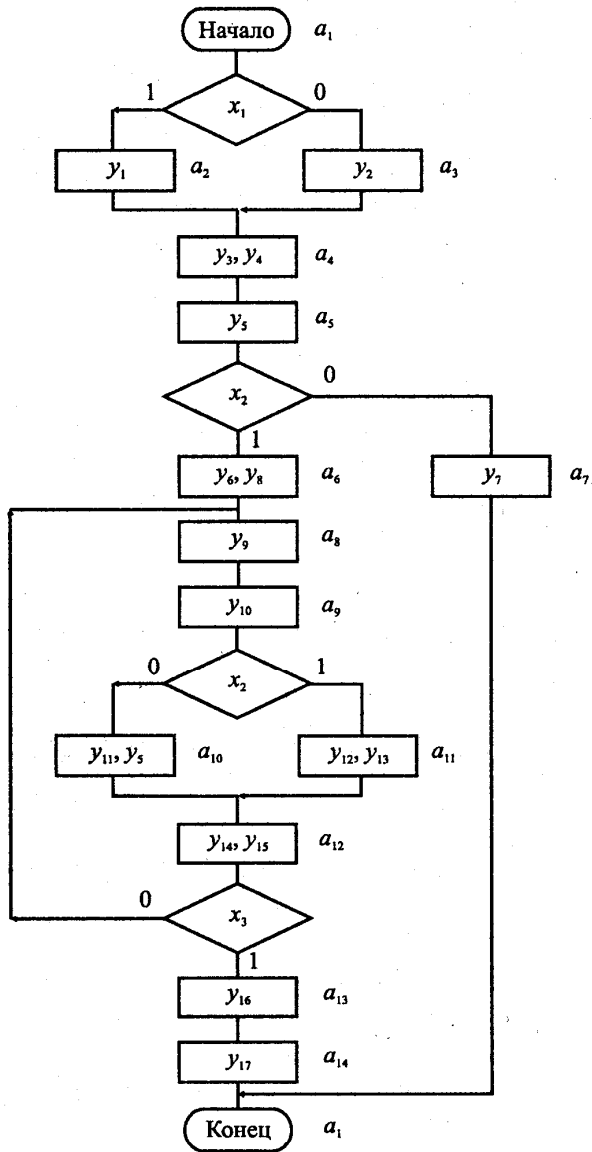 Начало a₁
1 x₁ 0
y₁ a₂ y₂ a₃
y₃, y₄ a₄
y₅ a₅
x₂ 0
1
y₆, y₈ a₆ y₇ a₇
y₉ a₈
y₁₀ a₉
0 x₂ 1
y₁₁, y₅ a₁₀ y₁₂, y₁₃ a₁₁
y₁₄, y₁₅ a₁₂
0 x₃
1
y₁₆ a₁₃
y₁₇ a₁₄
Конец a₁